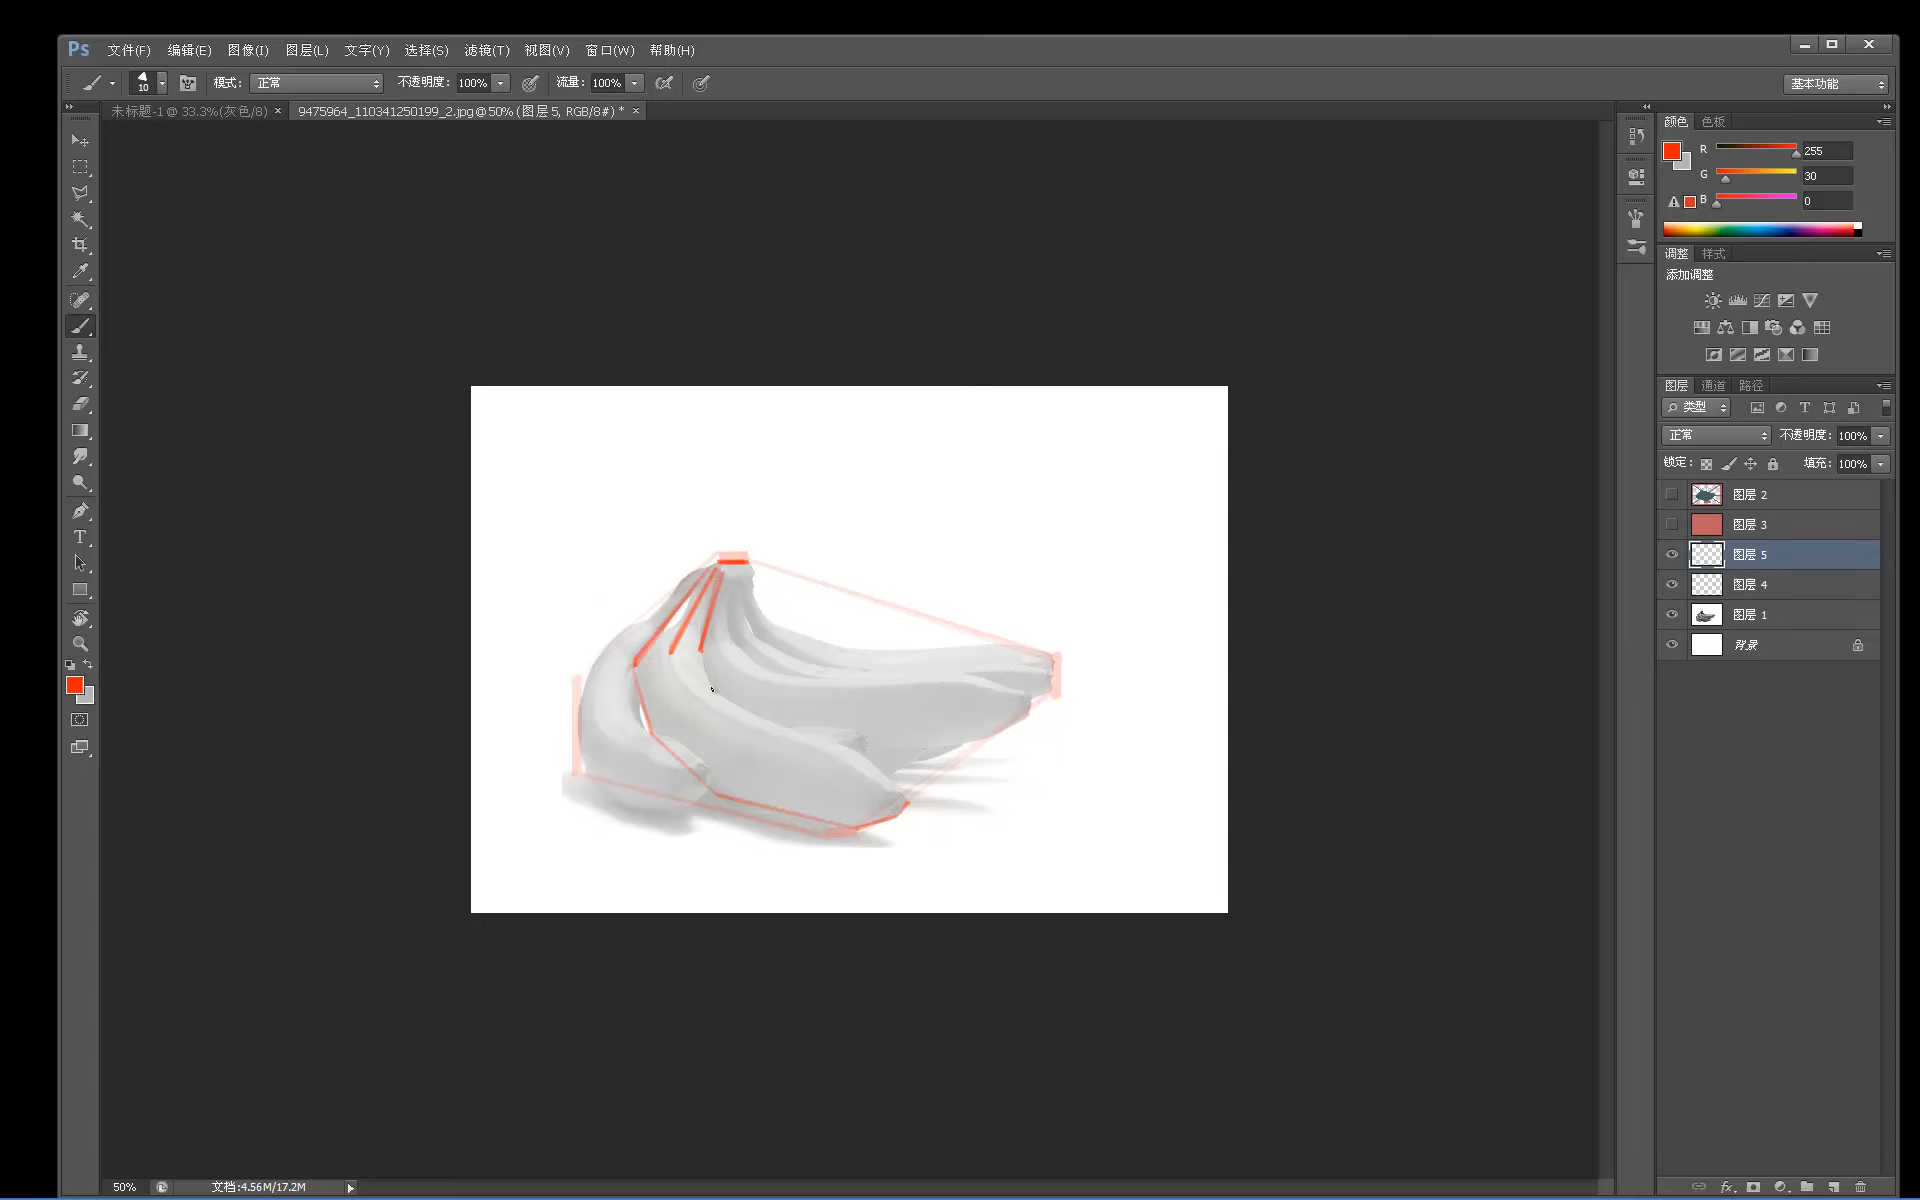 Ps 文件(F) 编辑(E) 图像(I) 图层(L) 文字(Y) 选择(S) 滤镜(T) 视图(V) 窗口(W) 帮助(H)
10 模式: 正常 不透明度: 100% 流量: 100% 基本功能
未标题-1 @ 33.3%(灰色/8) × 9475964_110341250199_2.jpg @ 50% (图层 5, RGB/8#) * ×
颜色 色板
R 255
G 30
B 0
调整 样式
添加调整
图层 通道 路径
类型
正常 不透明度: 100%
锁定: 填充: 100%
图层 2
图层 3
图层 5
图层 4
图层 1
背景
50% 文档:4.56M/17.2M